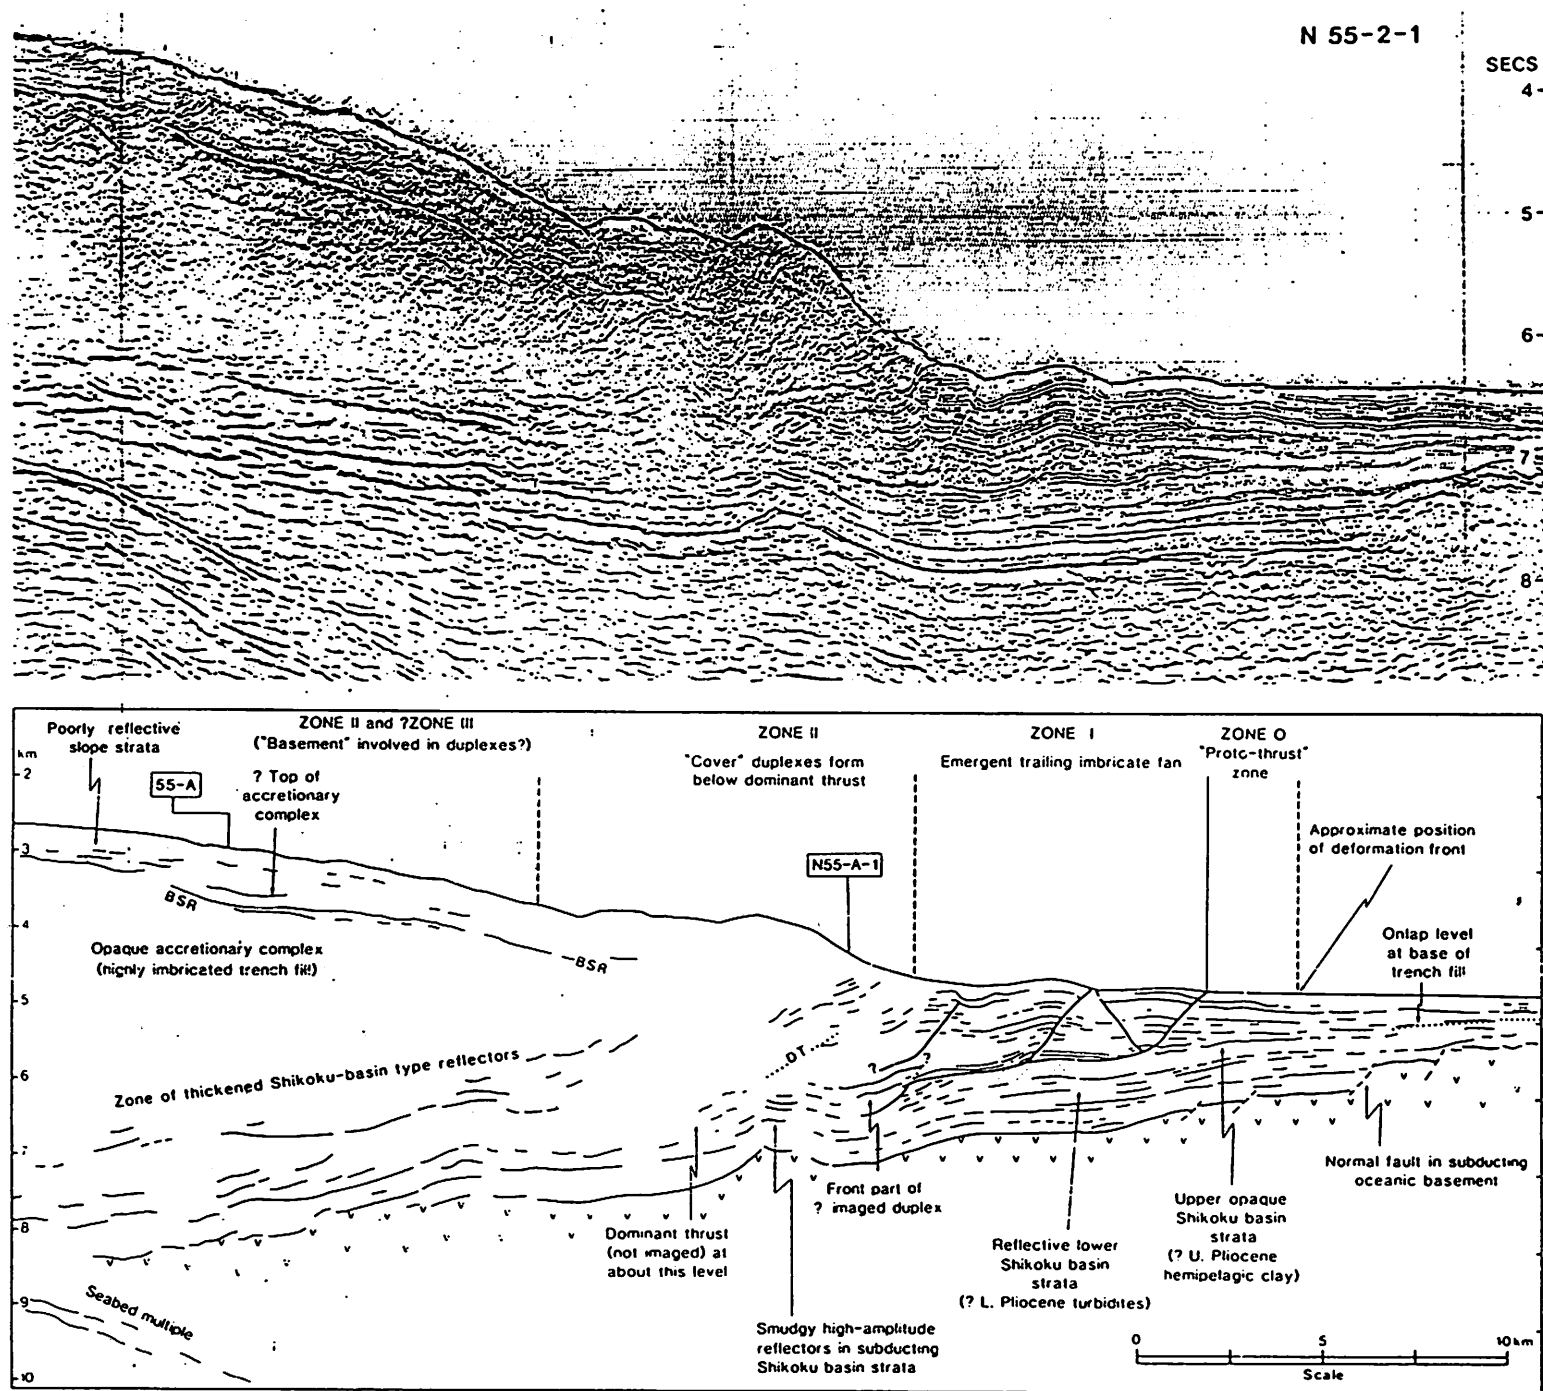 N 55-2-1
SECS
4
5
6
7
8
Poorly reflective
slope strata
ZONE II and ?ZONE III
("Basement" involved in duplexes?)
ZONE II
"Cover" duplexes form
below dominant thrust
ZONE I
Emergent trailing imbricate fan
ZONE O
"Proto-thrust"
zone
km
2
3
4
5
6
7
8
9
10
55-A
? Top of
accretionary
complex
N55-A-1
Approximate position
of deformation front
BSR
BSR
Opaque accretionary complex
(highly imbricated trench fill)
Onlap level
at base of
trench fill
DT
?
?
Zone of thickened Shikoku-basin type reflectors
Front part of
? imaged duplex
Normal fault in subducting
oceanic basement
Upper opaque
Shikoku basin
strata
(? U. Pliocene
hemipelagic clay)
Dominant thrust
(not imaged) at
about this level
Reflective lower
Shikoku basin
strata
(? L. Pliocene turbidites)
Seabed multiple
Smudgy high-amplitude
reflectors in subducting
Shikoku basin strata
0 5 10 km
Scale